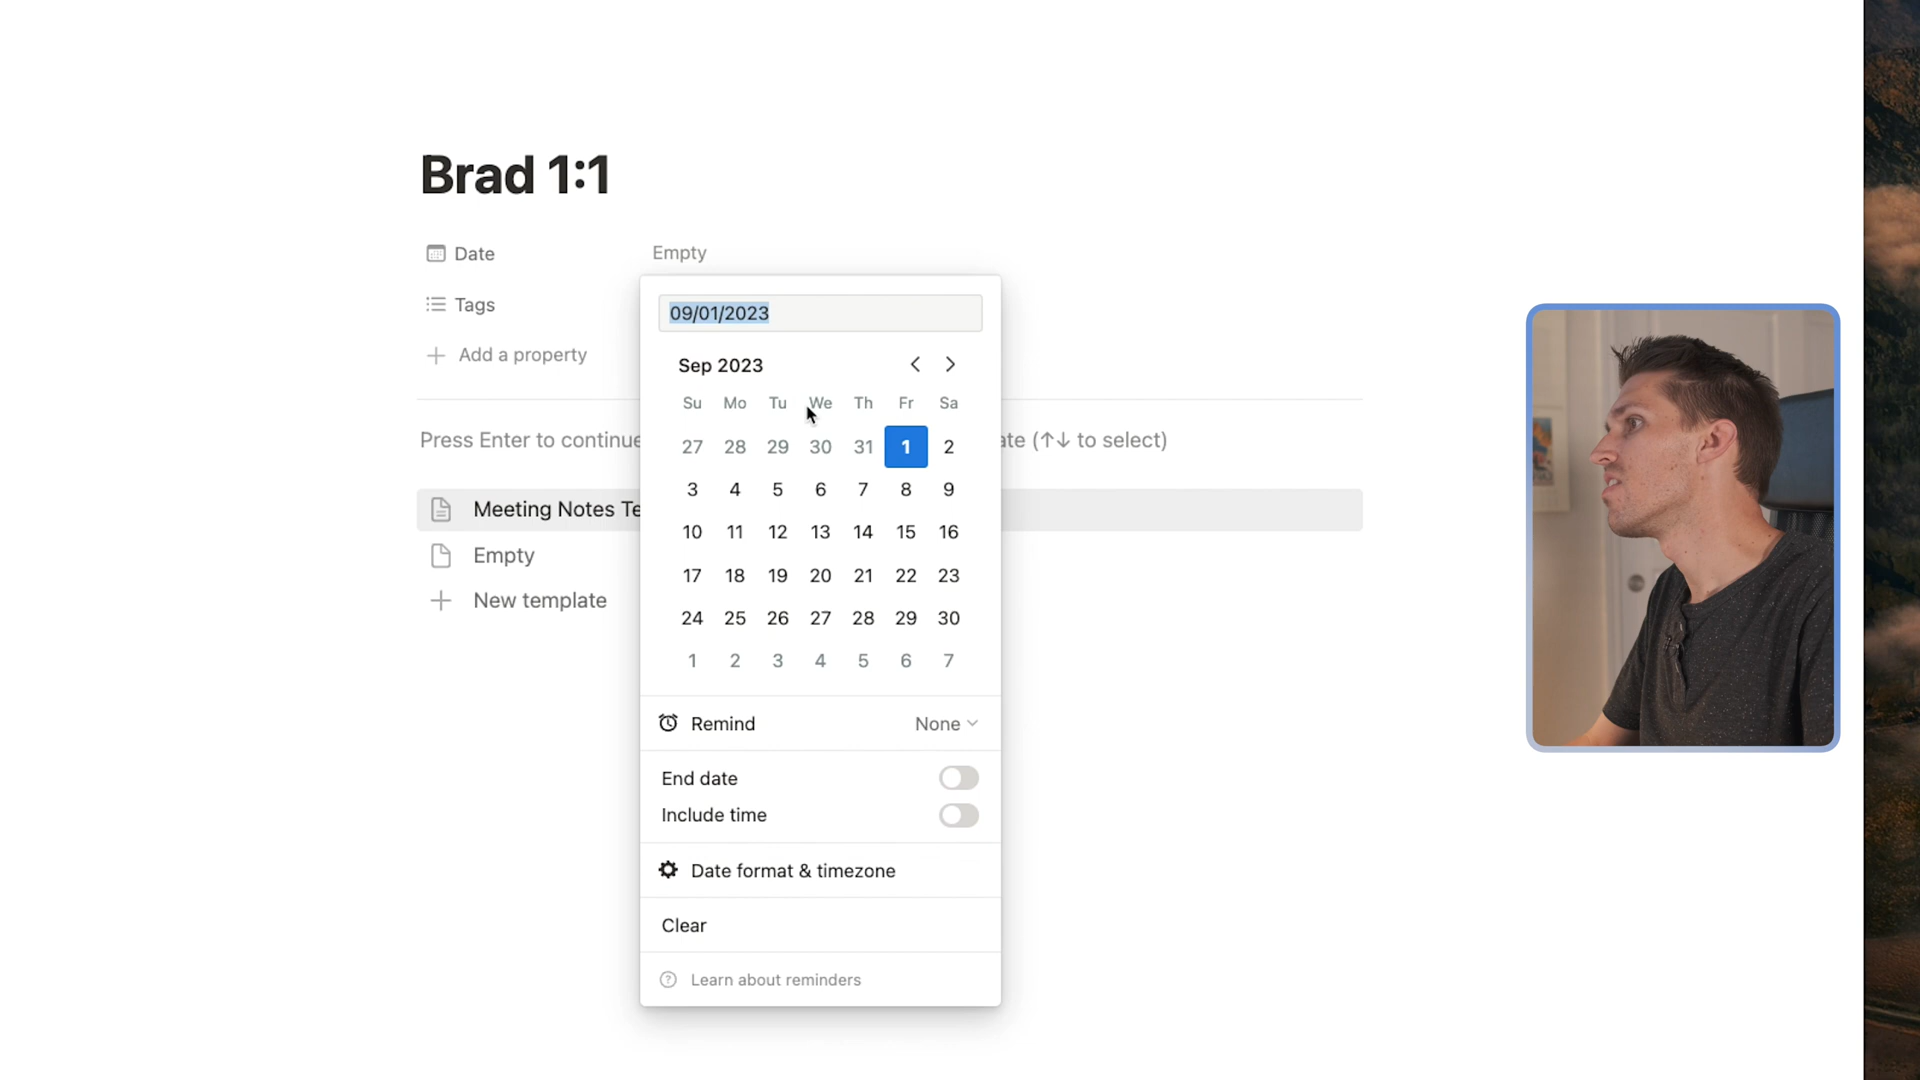 Brad 1:1
Date
Empty
Tags
Add a property
Press Enter to continue
ate (↑↓ to select)
Meeting Notes Te
Empty
New template
09/01/2023
Sep 2023
Su Mo Tu We Th Fr Sa
27 28 29 30 31 1 2
3 4 5 6 7 8 9
10 11 12 13 14 15 16
17 18 19 20 21 22 23
24 25 26 27 28 29 30
1 2 3 4 5 6 7
Remind None
End date
Include time
Date format & timezone
Clear
Learn about reminders